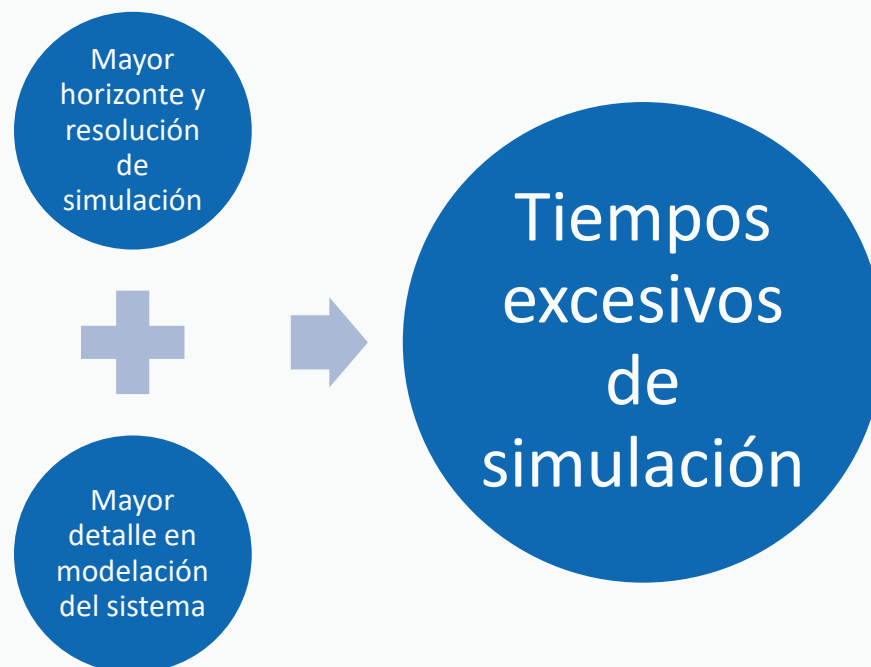 Mayor
horizonte y
resolución
de
simulación
Mayor
detalle en
modelación
del sistema
Tiempos
excesivos
de
simulación